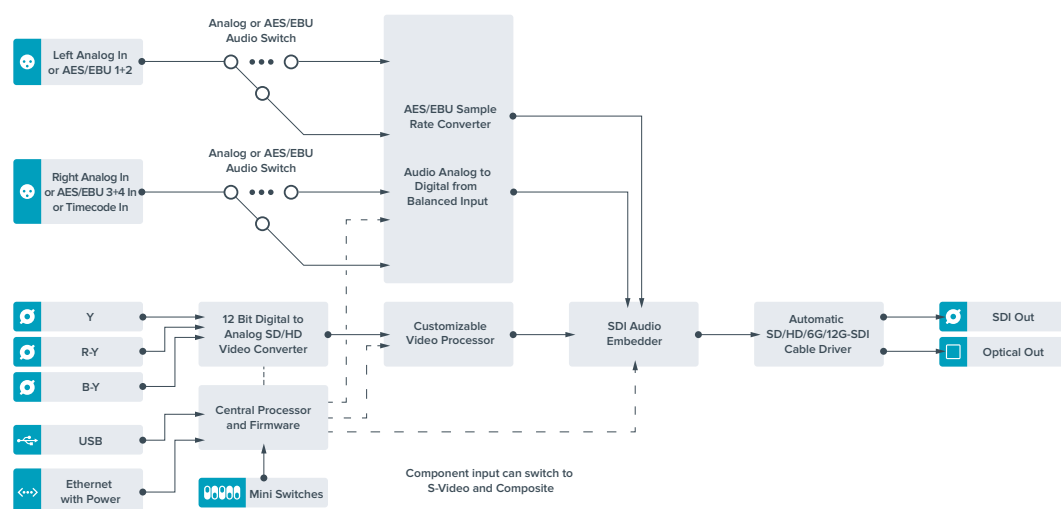 Analog or AES/EBU
Audio Switch
Left Analog In
or AES/EBU 1+2
AES/EBU Sample
Rate Converter
Analog or AES/EBU
Audio Switch
Right Analog In
or AES/EBU 3+4 In
or Timecode In
Audio Analog to
Digital from
Balanced Input
Y
R-Y
B-Y
12 Bit Digital to
Analog SD/HD
Video Converter
Customizable
Video Processor
SDI Audio
Embedder
Automatic
SD/HD/6G/12G-SDI
Cable Driver
SDI Out
Optical Out
Central Processor
and Firmware
USB
Ethernet
with Power
Mini Switches
Component input can switch to
S-Video and Composite